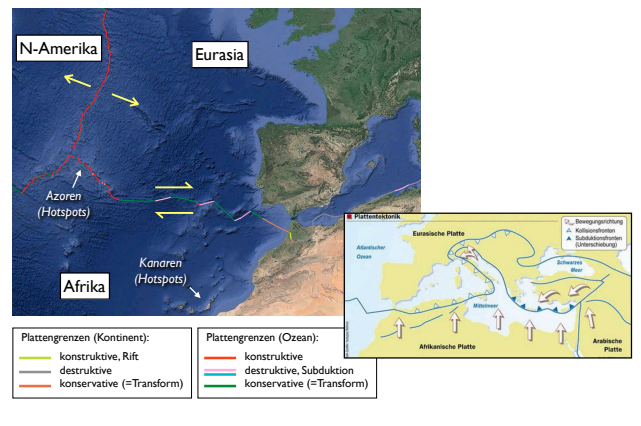 N-Amerika
Eurasia
Azoren
(Hotspots)
Kanaren
(Hotspots)
Afrika
Plattengrenzen (Kontinent):
konstruktive, Rift
destruktive
konservative (=Transform)
Plattengrenzen (Ozean):
konstruktive
destruktive, Subduktion
konservative (=Transform)
Plattentektonik
Bewegungsrichtung
Kollisionsfronten
Subduktionsfronten
(Unterschiebung)
Eurasische Platte
Atlantischer
Ozean
Schwarzes
Meer
Mittelmeer
Afrikanische Platte
Arabische
Platte